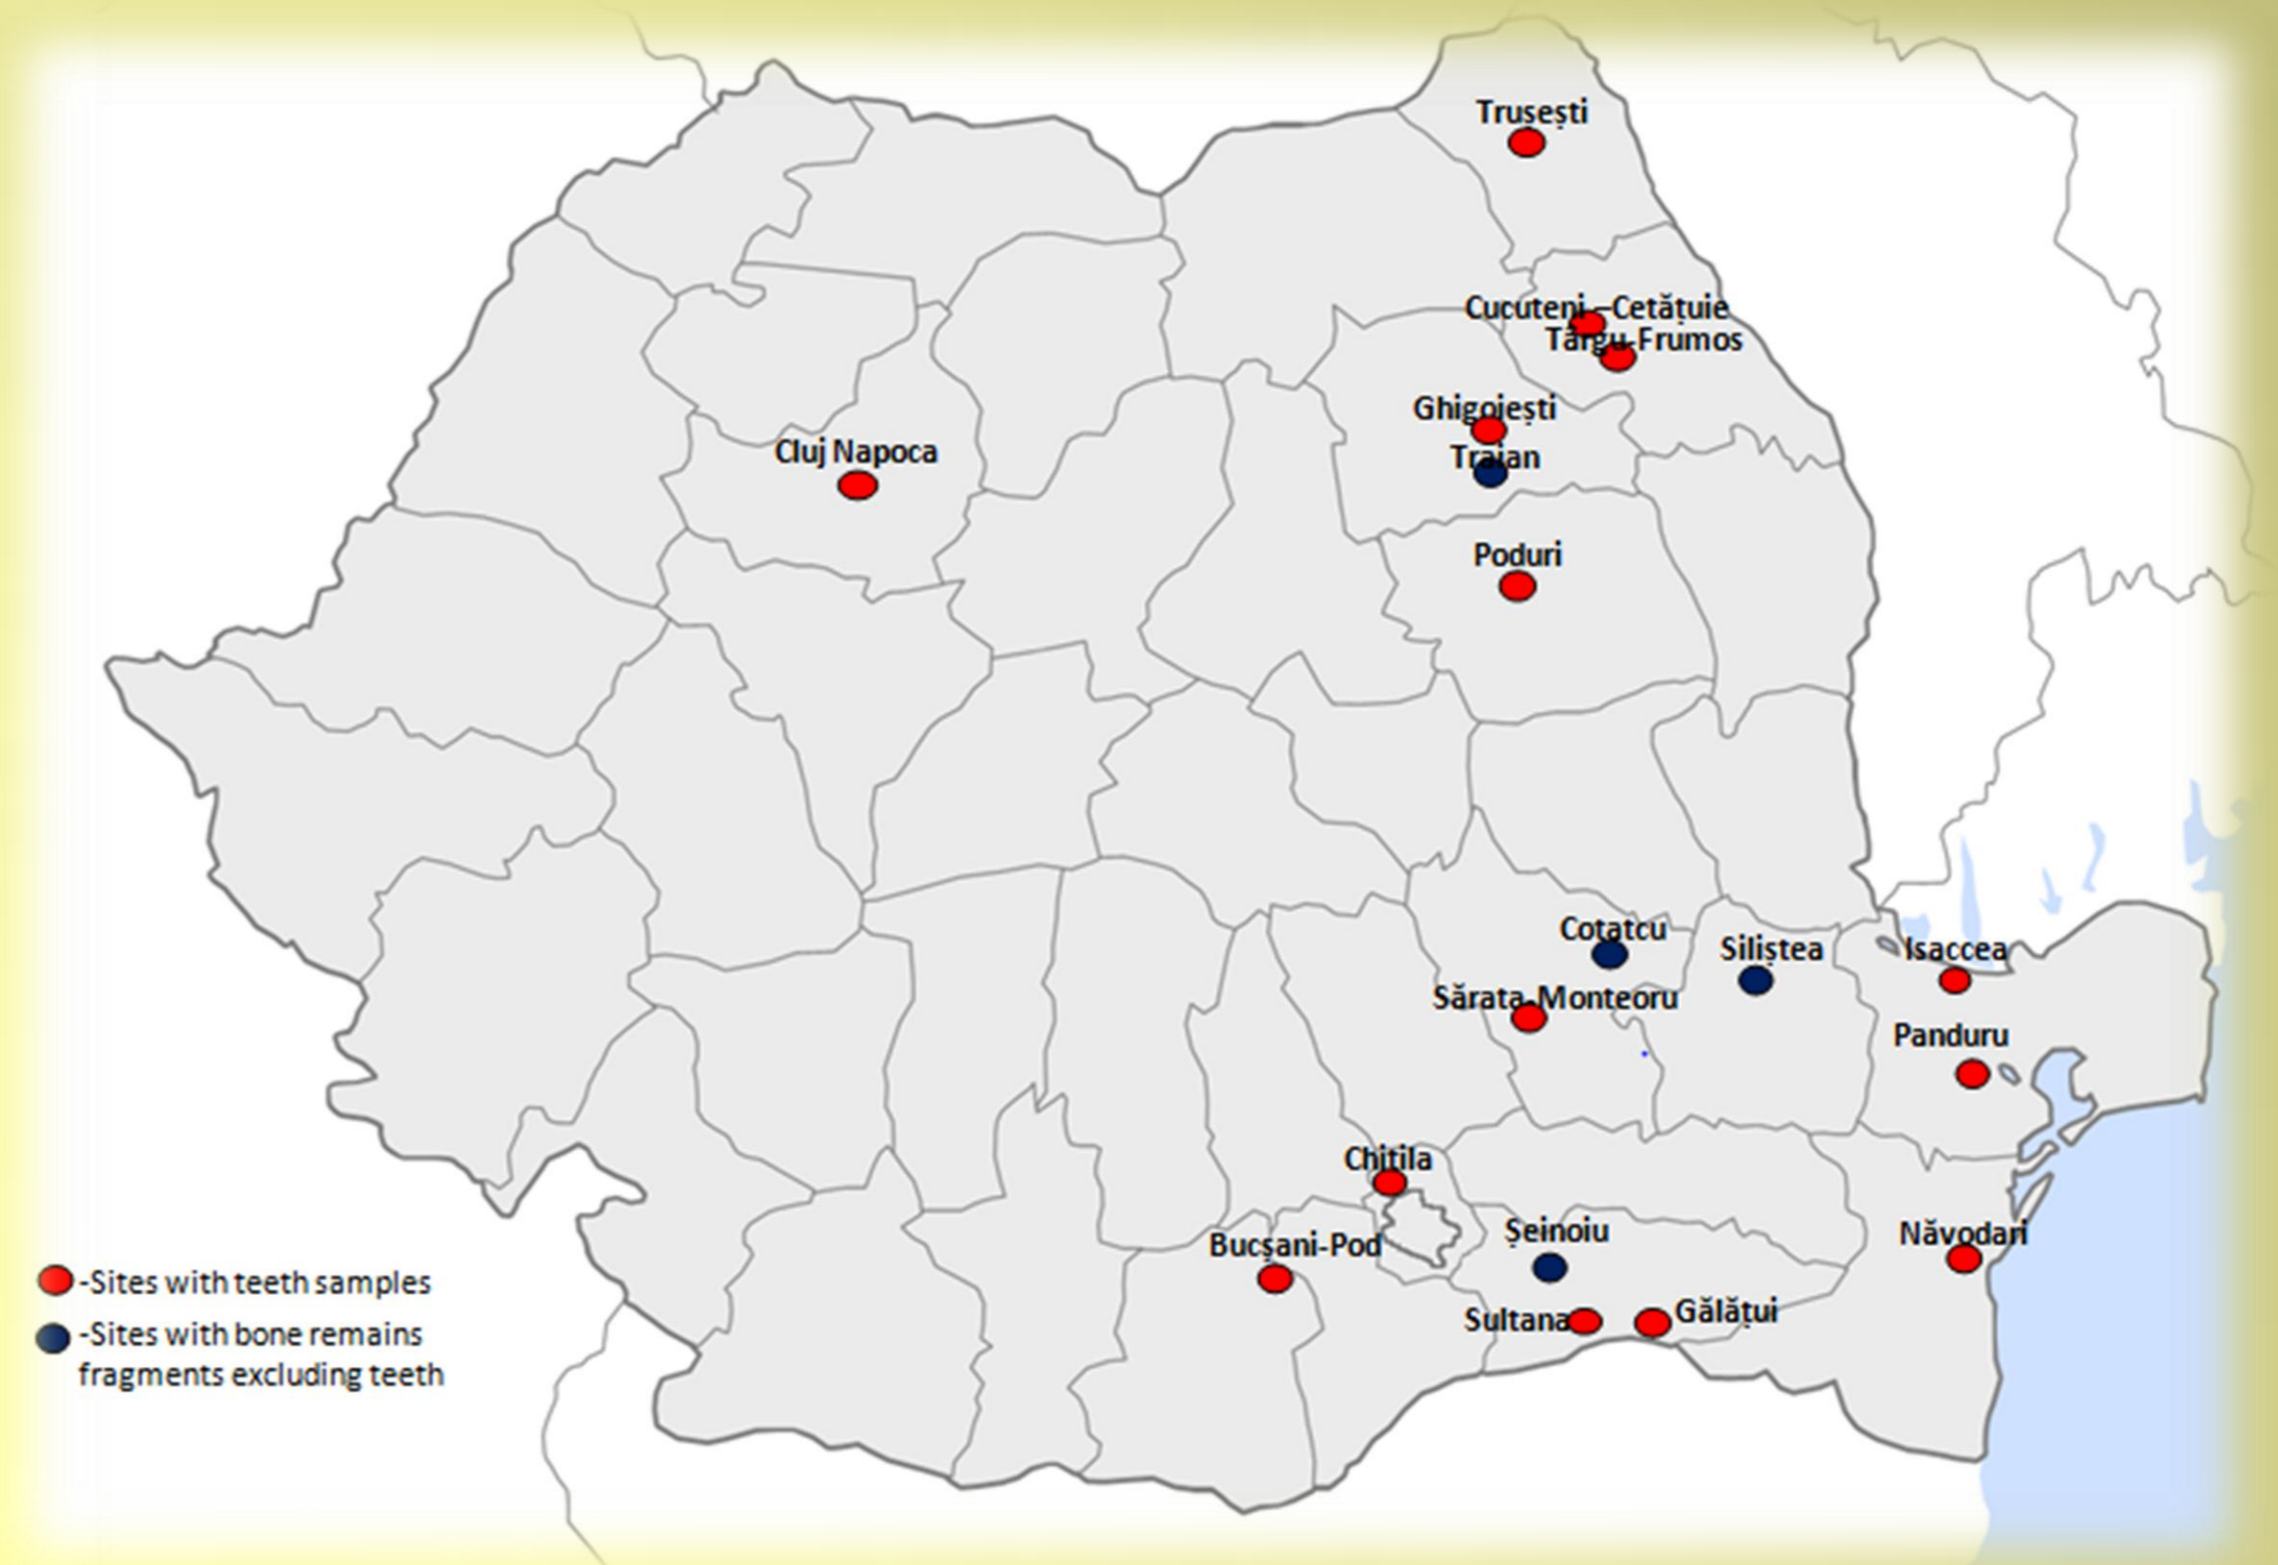 Trușești
Cucuteni –Cetățuie
Târgu-Frumos
Ghigoiești
Traian
Cluj Napoca
Poduri
Cotatcu
Siliștea
Isaccea
Sărata-Monteoru
Panduru
Chitila
Șeinoiu
Năvodari
Bucșani-Pod
Sultana
Gălățui
-Sites with teeth samples
-Sites with bone remains
fragments excluding teeth